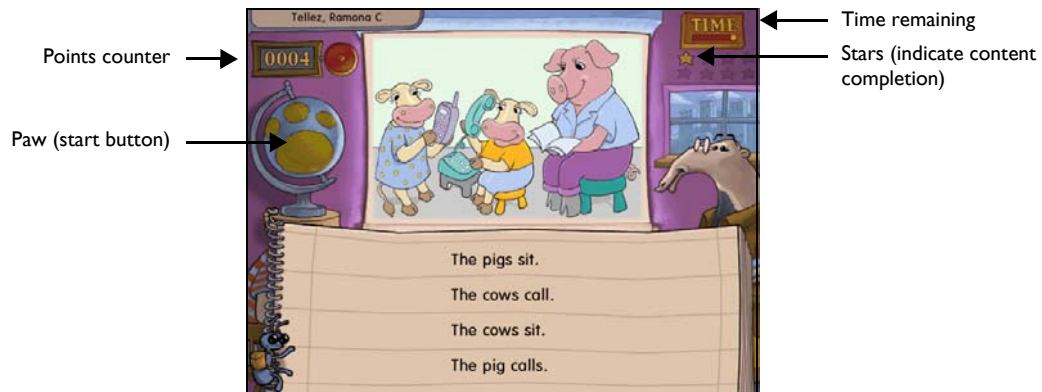 Tellez, Ramona C
TIME
Time remaining
Points counter
0004
Stars (indicate content
completion)
Paw (start button)
The pigs sit.
The cows call.
The cows sit.
The pig calls.